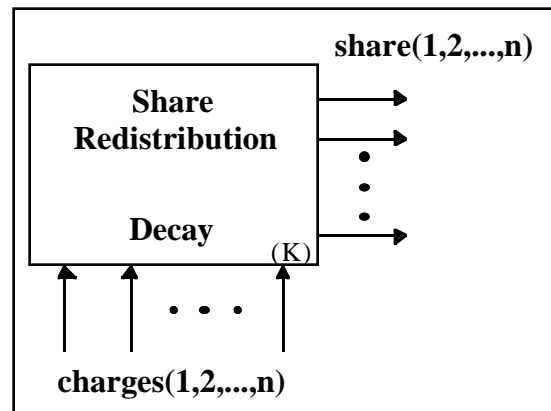 share(1,2,...,n)
Share
Redistribution
Decay
(K)
charges(1,2,...,n)